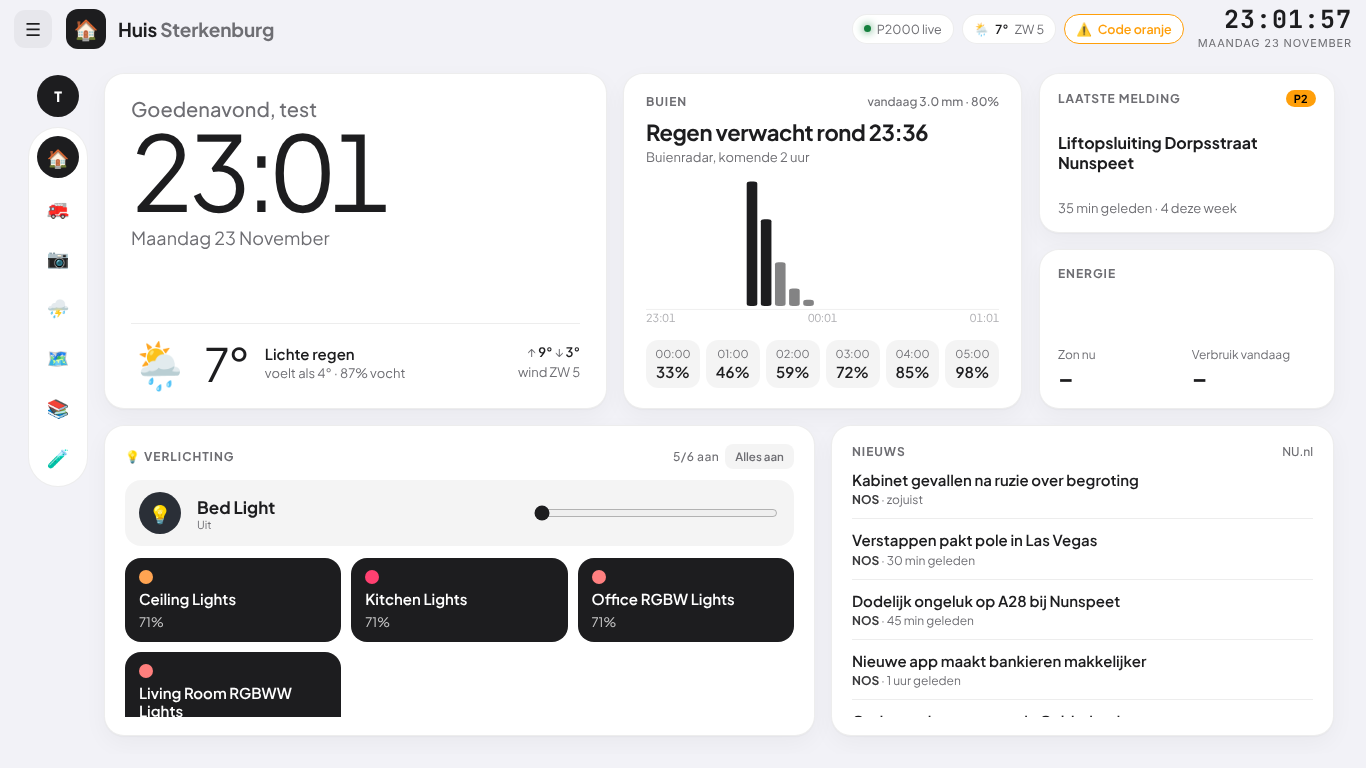 Huis Sterkenburg
P2000 live
7° ZW 5
Code oranje
23:01:57
MAANDAG 23 NOVEMBER
T
Goedenavond, test
23:01
Maandag 23 November
7°
Lichte regen
voelt als 4° · 87% vocht
↑ 9° ↓ 3°
wind ZW 5
BUIEN
vandaag 3.0 mm · 80%
Regen verwacht rond 23:36
Buienradar, komende 2 uur
23:01 00:01 01:01
00:00 01:00 02:00 03:00 04:00 05:00
33% 46% 59% 72% 85% 98%
LAATSTE MELDING
P2
Liftopsluiting Dorpsstraat
Nunspeet
35 min geleden · 4 deze week
ENERGIE
Zon nu
–
Verbruik vandaag
–
VERLICHTING
5/6 aan
Alles aan
Bed Light
Uit
Ceiling Lights
71%
Kitchen Lights
71%
Office RGBW Lights
71%
Living Room RGBWW
Lights
NIEUWS
NU.nl
Kabinet gevallen na ruzie over begroting
NOS · zojuist
Verstappen pakt pole in Las Vegas
NOS · 30 min geleden
Dodelijk ongeluk op A28 bij Nunspeet
NOS · 45 min geleden
Nieuwe app maakt bankieren makkelijker
NOS · 1 uur geleden